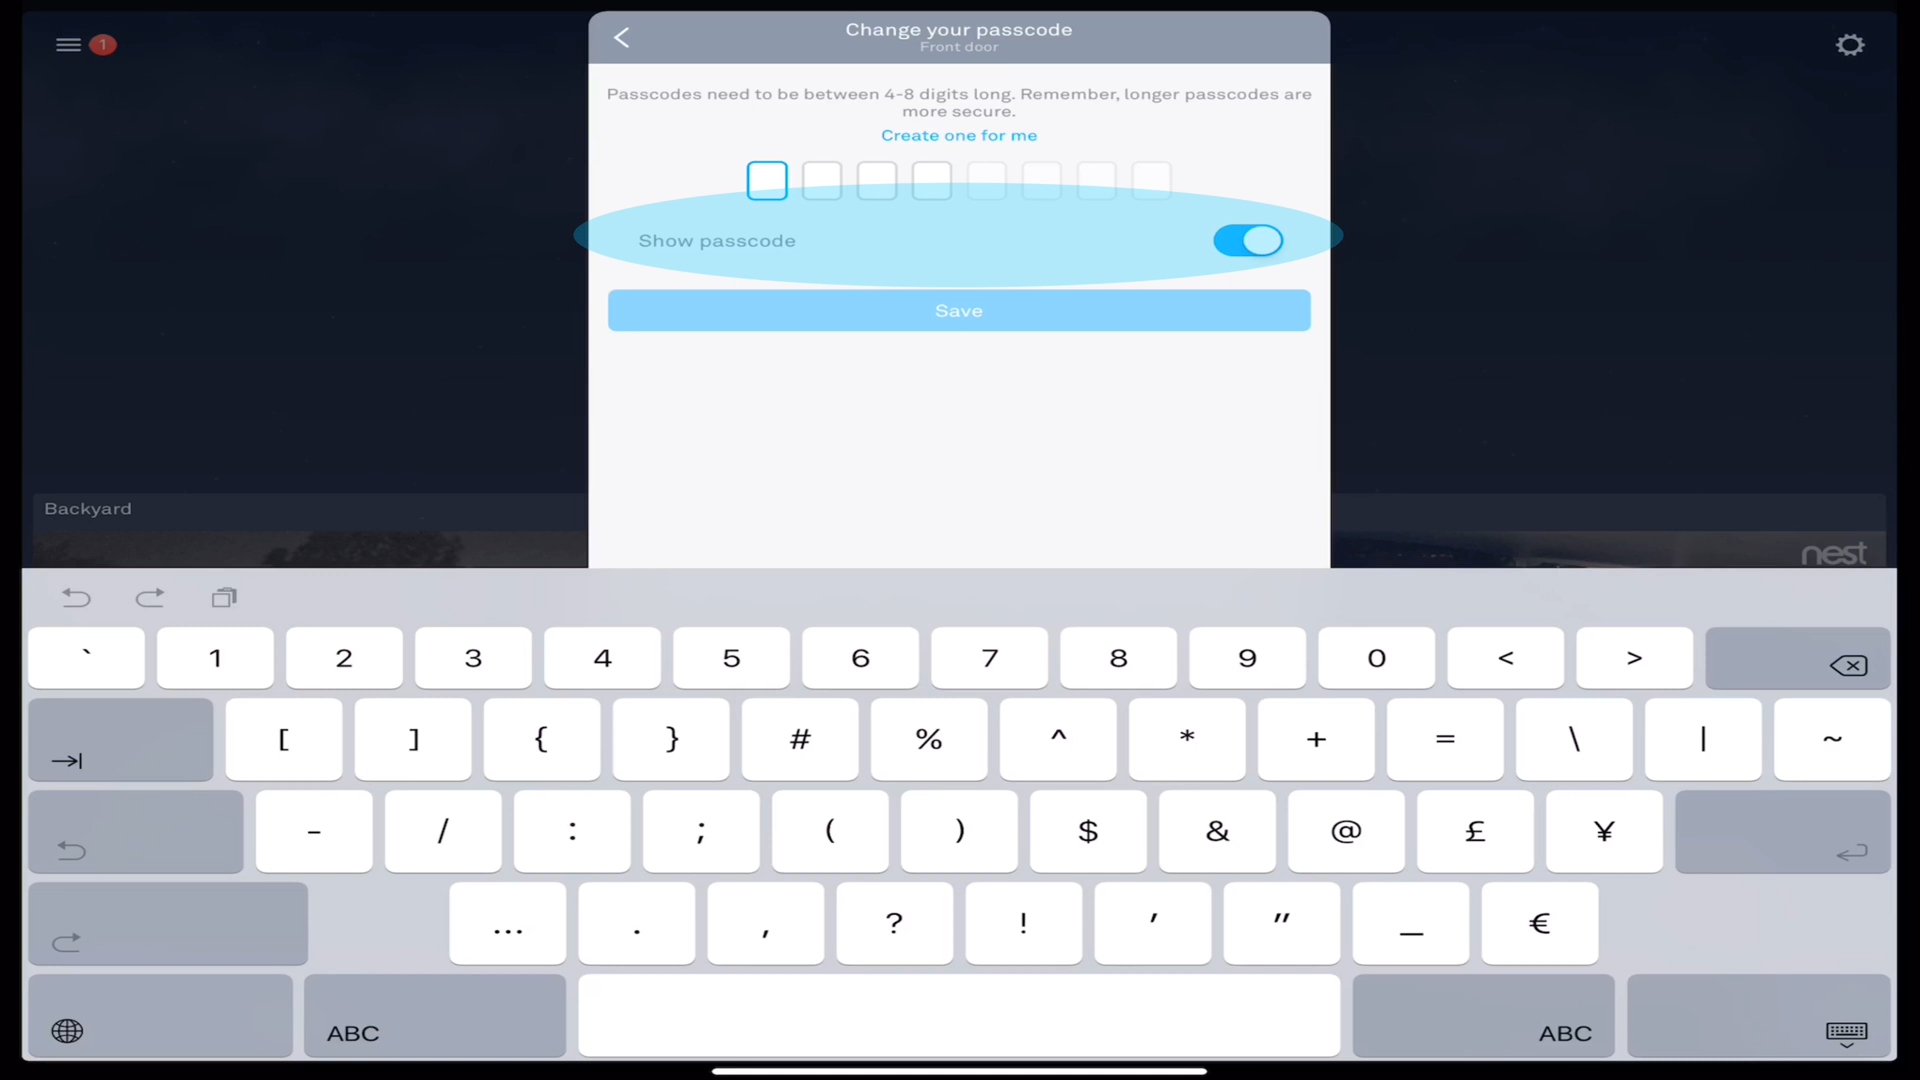 1
Change your passcode
Front door
Passcodes need to be between 4-8 digits long. Remember, longer passcodes are
more secure.
Create one for me
Show passcode
Save
Backyard
nest
` 1 2 3 4 5 6 7 8 9 0 < >
[ ] { } # % ^ * + = \ | ~
- / : ; ( ) $ & @ £ ¥
... . , ? ! ' " _ €
ABC ABC